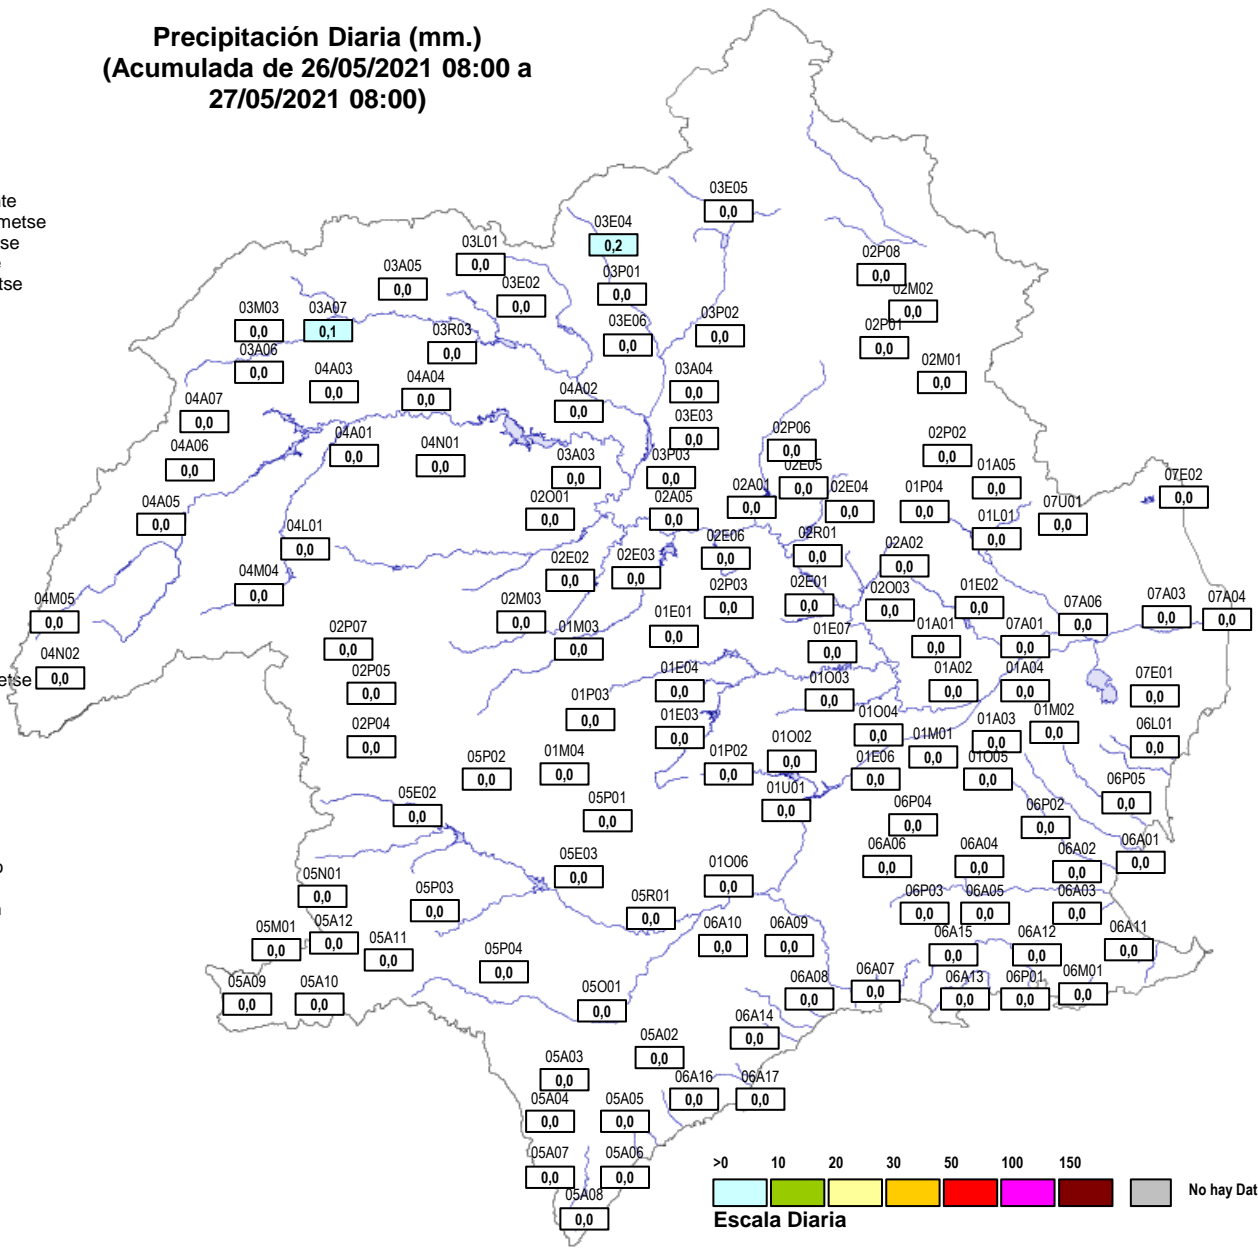 Precipitación Diaria (mm.)
(Acumulada de 26/05/2021 08:00 a
27/05/2021 08:00)
03E05
0,0
03E04
0,2
03L01
0,0
02P08
0,0
03A05
0,0
03P01
0,0
03E02
0,0
02M02
0,0
03M03
0,0
03A07
0,1
03P02
0,0
03E06
0,0
03R03
0,0
02P01
0,0
03A06
0,0
02M01
0,0
04A03
0,0
04A04
0,0
03A04
0,0
04A02
0,0
04A07
0,0
03E03
0,0
02P06
0,0
04A01
0,0
04N01
0,0
02P02
0,0
04A06
0,0
03A03
0,0
03P03
0,0
02E05
0,0
01A05
0,0
07E02
0,0
02A01
0,0
02E04
0,0
01P04
0,0
04A05
0,0
02O01
0,0
02A05
0,0
07U01
0,0
01L01
0,0
04L01
0,0
02E06
0,0
02R01
0,0
02A02
0,0
02E02
0,0
02E03
0,0
04M04
0,0
02P03
0,0
02E01
0,0
02O03
0,0
01E02
0,0
07A03
0,0
07A04
0,0
04M05
0,0
02M03
0,0
07A06
0,0
01E01
0,0
02P07
0,0
01M03
0,0
01E07
0,0
01A01
0,0
07A01
0,0
etse
04N02
0,0
02P05
0,0
01E04
0,0
01O03
0,0
01A02
0,0
01A04
0,0
07E01
0,0
01P03
0,0
01E03
0,0
01O04
0,0
01A03
0,0
01M02
0,0
06L01
0,0
02P04
0,0
01M01
0,0
05P02
0,0
01M04
0,0
01P02
0,0
01O02
0,0
01E06
0,0
01O05
0,0
05E02
0,0
05P01
0,0
01U01
0,0
06P04
0,0
06P02
0,0
06P05
0,0
05E03
0,0
01O06
0,0
06A06
0,0
06A04
0,0
06A02
0,0
06A01
0,0
05N01
0,0
05P03
0,0
05R01
0,0
06P03
0,0
06A05
0,0
06A03
0,0
05M01
0,0
05A12
0,0
05A11
0,0
06A10
0,0
06A09
0,0
06A15
0,0
06A12
0,0
06A11
0,0
05P04
0,0
05A09
0,0
05A10
0,0
05O01
0,0
06A08
0,0
06A07
0,0
06A13
0,0
06P01
0,0
06M01
0,0
06A14
0,0
05A02
0,0
05A03
0,0
06A16
0,0
06A17
0,0
05A04
0,0
05A05
0,0
05A07
0,0
05A06
0,0
05A08
0,0
>0 10 20 30 50 100 150
No hay Dat
Escala Diaria